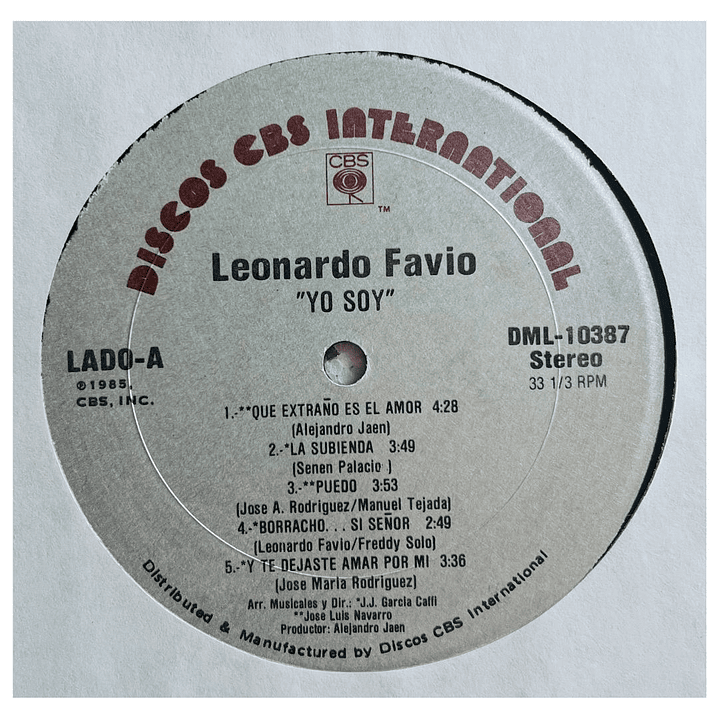 DISCOS CBS INTERNATIONAL
CBS
TM
Leonardo Favio
"YO SOY"
LADO-A
℗1985,
CBS, INC.
DML-10387
Stereo
33 1/3 RPM
1.-**QUE EXTRAÑO ES EL AMOR 4:28
(Alejandro Jaen)
2.-*LA SUBIENDA 3:49
(Senen Palacio )
3.-**PUEDO 3:53
(Jose A. Rodriguez/Manuel Tejada)
4.-*BORRACHO. . . SI SEÑOR 2:49
(Leonardo Favio/Freddy Solo)
5.-*Y TE DEJASTE AMAR POR MI 3:36
(Jose Maria Rodriguez)
Arr. Musicales y Dir.: *J.J. Garcia Caffi
**Jose Luis Navarro
Productor: Alejandro Jaen
Distributed & Manufactured by Discos CBS International